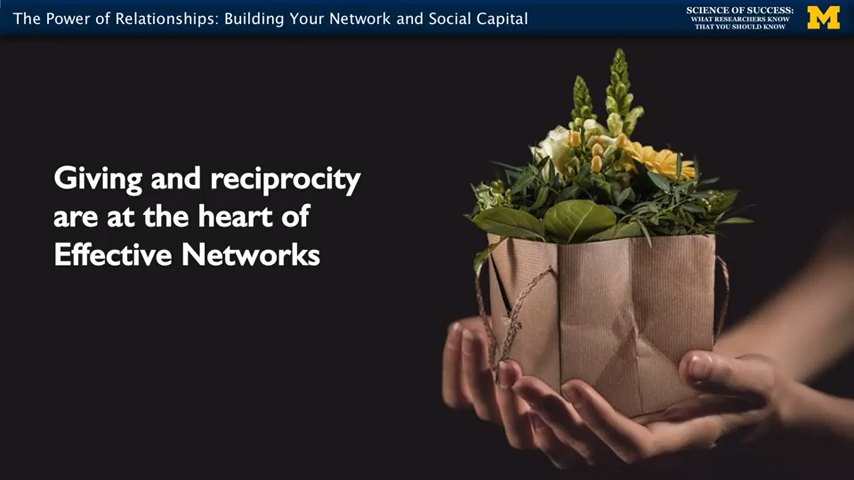 The Power of Relationships: Building Your Network and Social Capital
SCIENCE OF SUCCESS:
WHAT RESEARCHERS KNOW
THAT YOU SHOULD KNOW
M
Giving and reciprocity
are at the heart of
Effective Networks